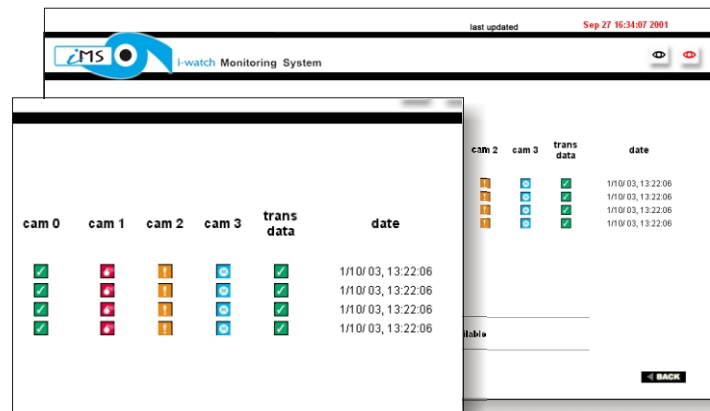 last updated Sep 27 16:34:07 2001
iMS
i-watch Monitoring System
cam 2 cam 3 trans data date
1/10/ 03, 13:22:06
1/10/ 03, 13:22:06
1/10/ 03, 13:22:06
1/10/ 03, 13:22:06
BACK
cam 0 cam 1 cam 2 cam 3 trans data date
1/10/ 03, 13:22:06
1/10/ 03, 13:22:06
1/10/ 03, 13:22:06
1/10/ 03, 13:22:06